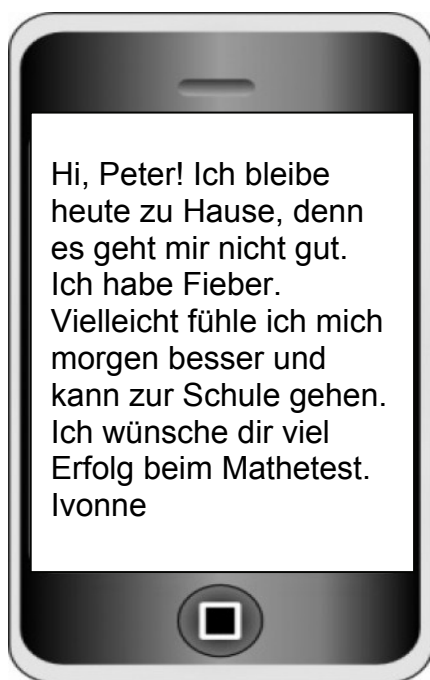 Hi, Peter! Ich bleibe
heute zu Hause, denn
es geht mir nicht gut.
Ich habe Fieber.
Vielleicht fühle ich mich
morgen besser und
kann zur Schule gehen.
Ich wünsche dir viel
Erfolg beim Mathetest.
Ivonne